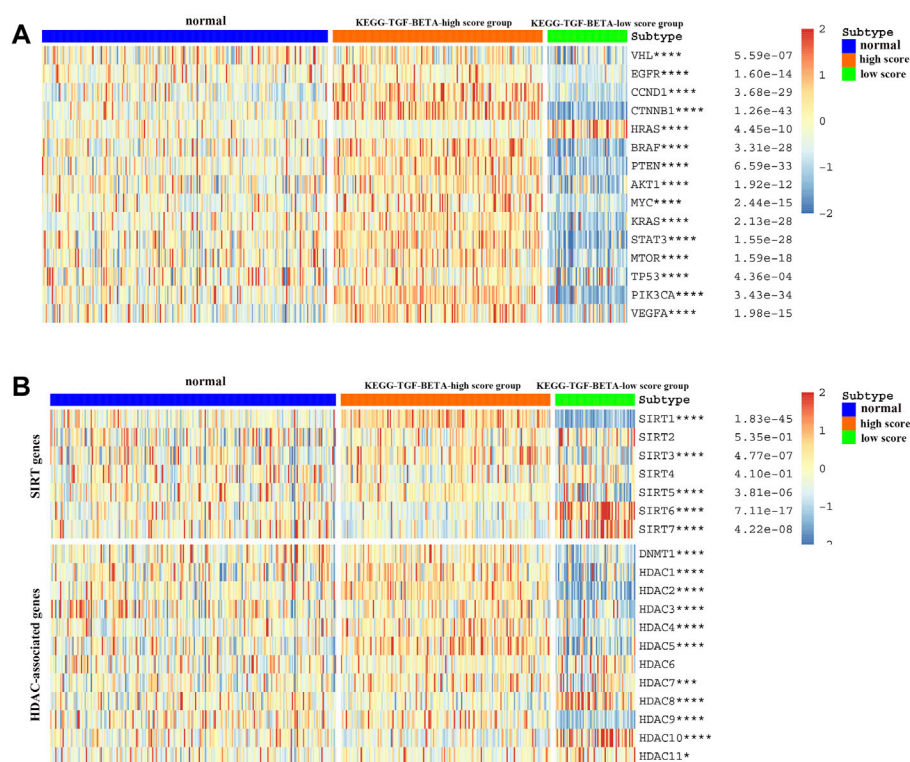 A
normal
KEGG-TGF-BETA-high score group
KEGG-TGF-BETA-low score group
Subtype
VHL**** 5.59e-07
EGFR**** 1.60e-14
CCND1**** 3.68e-29
CTNNB1**** 1.26e-43
HRAS**** 4.45e-10
BRAF**** 3.31e-28
PTEN**** 6.59e-33
AKT1**** 1.92e-12
MYC**** 2.44e-15
KRAS**** 2.13e-28
STAT3**** 1.55e-28
MTOR**** 1.59e-18
TP53**** 4.36e-04
PIK3CA**** 3.43e-34
VEGFA**** 1.98e-15
2
1
0
−1
−2
Subtype
normal
high score
low score
B
normal
KEGG-TGF-BETA-high score group
KEGG-TGF-BETA-low score group
Subtype
SIRT genes
SIRT1**** 1.83e-45
SIRT2 5.35e-01
SIRT3**** 4.77e-07
SIRT4 4.10e-01
SIRT5**** 3.81e-06
SIRT6**** 7.11e-17
SIRT7**** 4.22e-08
HDAC-associated genes
DNMT1****
HDAC1****
HDAC2****
HDAC3****
HDAC4****
HDAC5****
HDAC6
HDAC7***
HDAC8****
HDAC9****
HDAC10****
HDAC11*
2
1
0
−1
Subtype
normal
high score
low score